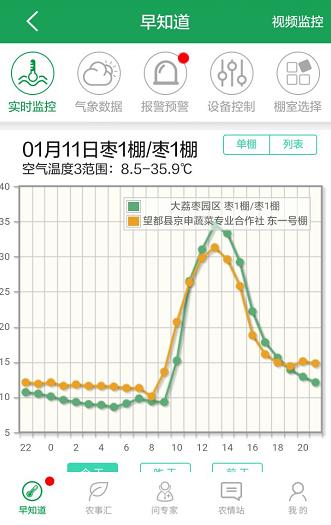 早知道
视频监控
实时监控 气象数据 报警预警 设备控制 棚室选择
01月11日枣1棚/枣1棚
单棚 列表
空气温度3范围：8.5-35.9℃
大荔枣园区 枣1棚/枣1棚
望都县京申蔬菜专业合作社 东一号棚
40
35
30
25
20
15
10
5
22 0 2 4 6 8 10 12 14 16 18 20
今天 昨天 前天
早知道 农事汇 问专家 农情站 我的